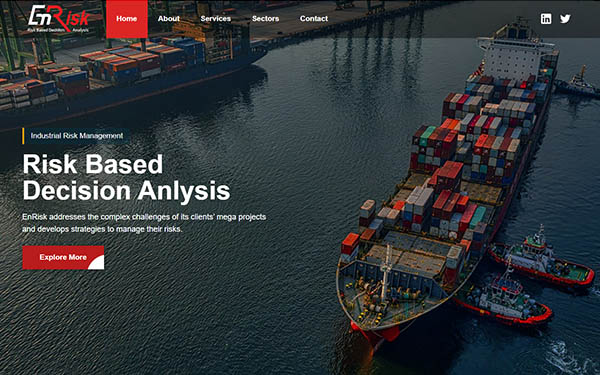 EnRisk
Risk Based Decision Analysis
Home About Services Sectors Contact
Industrial Risk Management
Risk Based
Decision Anlysis
EnRisk addresses the complex challenges of its clients' mega projects
and develops strategies to manage their risks.
Explore More